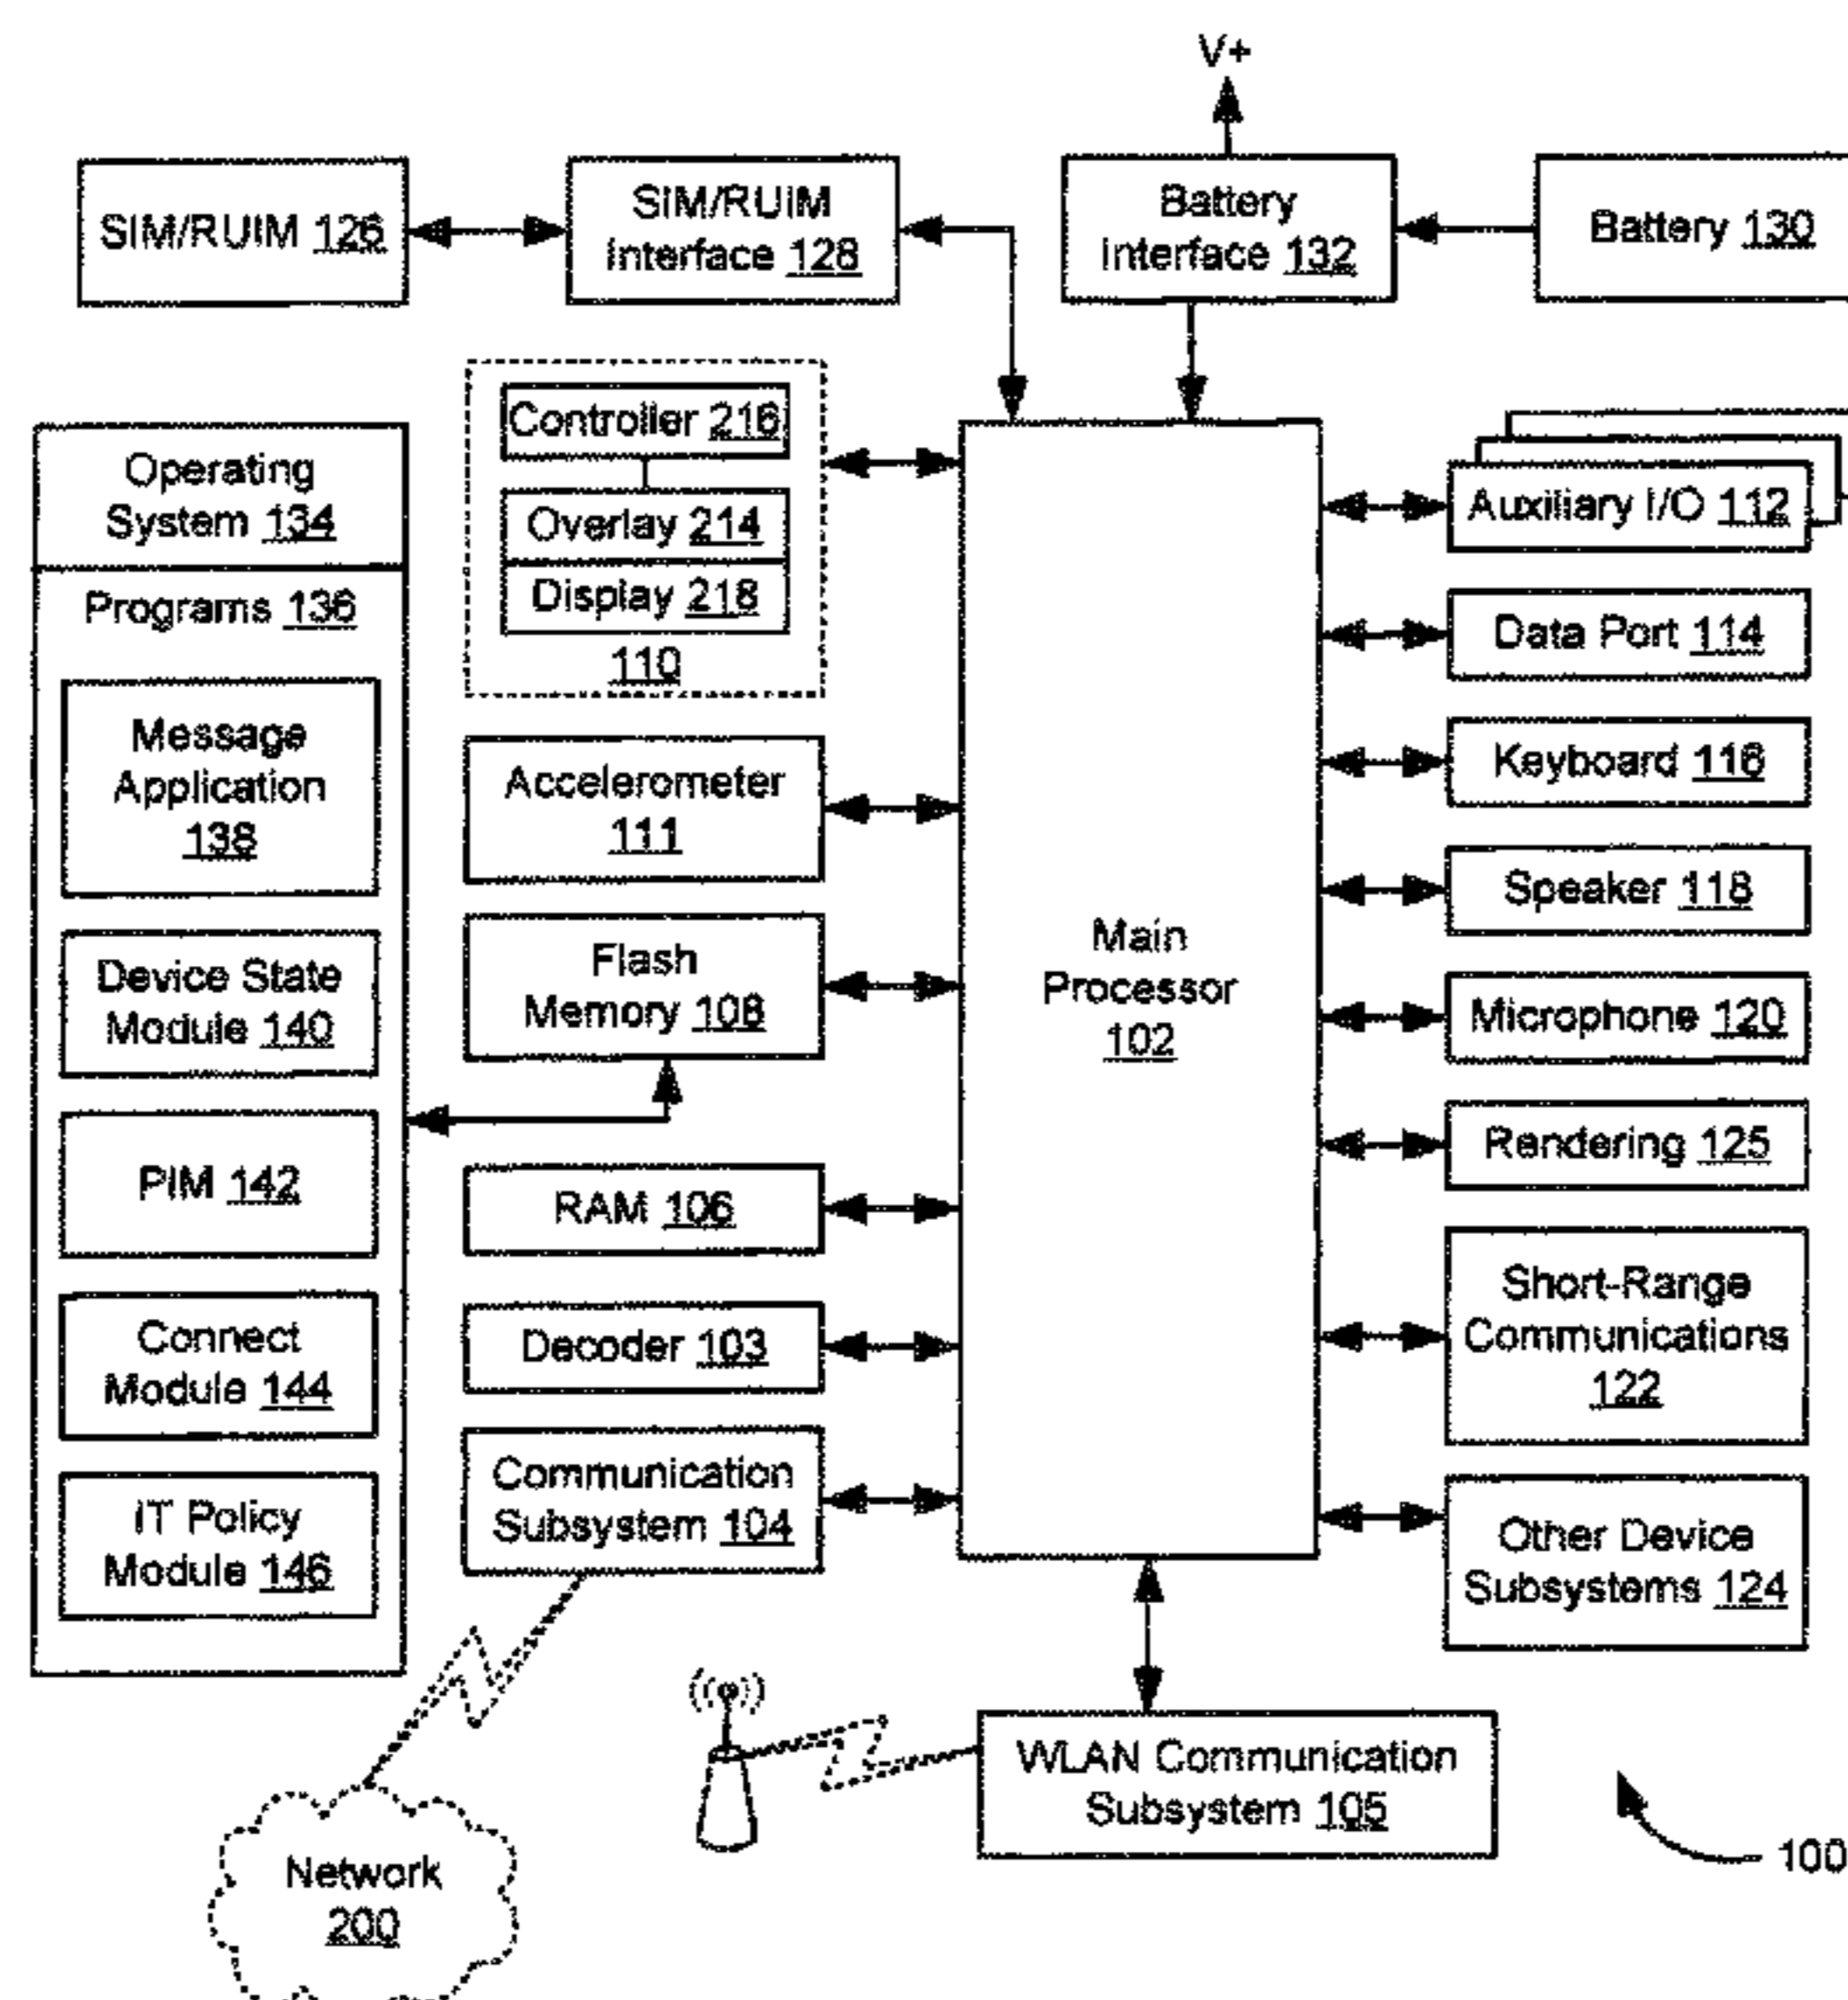 V+
SIM/RUIM 126
SIM/RUIM
Interface 128
Battery
Interface 132
Battery 130
Operating
System 134
Programs 136
Message
Application
138
Device State
Module 140
PIM 142
Connect
Module 144
IT Policy
Module 146
Controller 216
Overlay 214
Display 218
110
Accelerometer
111
Flash
Memory 108
RAM 106
Decoder 103
Communication
Subsystem 104
Main
Processor
102
Auxiliary I/O 112
Data Port 114
Keyboard 116
Speaker 118
Microphone 120
Rendering 125
Short-Range
Communications
122
Other Device
Subsystems 124
WLAN Communication
Subsystem 105
100
Network
200